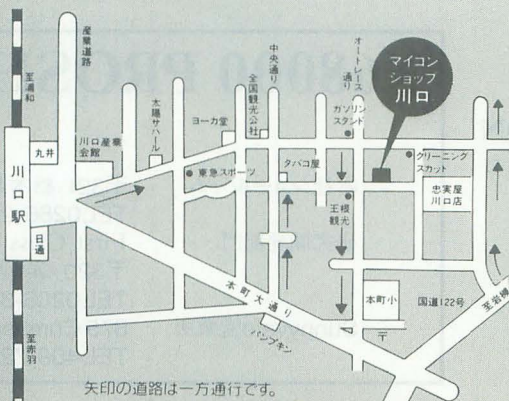 産業道路
至浦和
丸井
川口産業
会館
川口駅
日通
至赤羽
太陽サハール
ヨーカ堂
東急スポーツ
全国観光公社
中央通り
タバコ屋
オートレース
通り
ガソリン
スタンド
マイコン
ショップ
川口
クリーニング
スカット
忠実屋
川口店
王様
観光
本町大通り
パンプキン
本町小
〒
国道122号
至岩槻
矢印の道路は一方通行です。